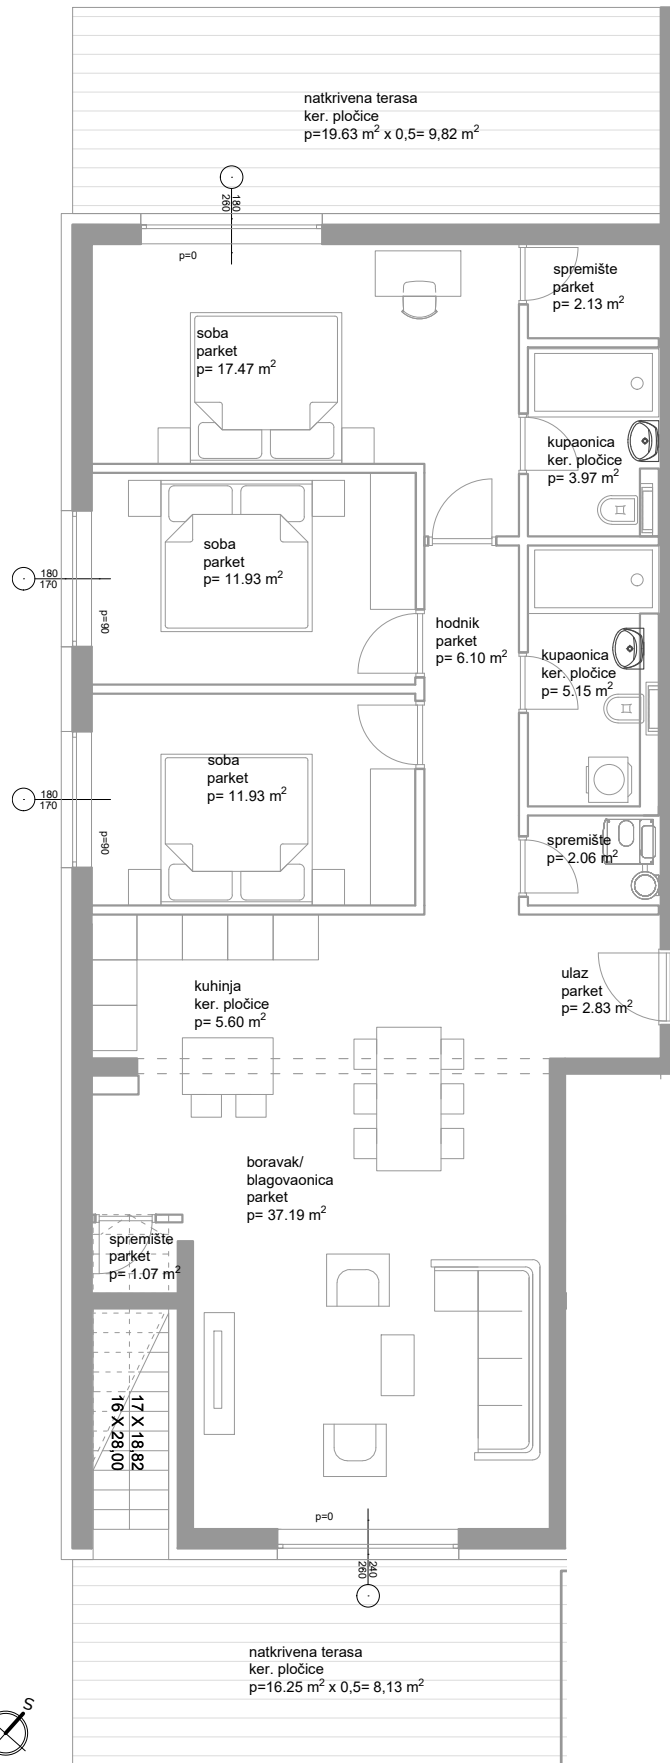 natkrivena terasa
ker. pločice
p=19.63 m² x 0,5= 9,82 m²
180
260
p=0
spremište
parket
p= 2.13 m²
soba
parket
p= 17.47 m²
kupaonica
ker. pločice
p= 3.97 m²
soba
parket
p= 11.93 m²
180
170
p=90
hodnik
parket
p= 6.10 m²
kupaonica
ker. pločice
p= 5.15 m²
soba
parket
p= 11.93 m²
180
170
p=90
spremište
p= 2.06 m²
ulaz
parket
p= 2.83 m²
kuhinja
ker. pločice
p= 5.60 m²
boravak/
blagovaonica
parket
p= 37.19 m²
spremište
parket
p= 1.07 m²
17 X 18,82
16 X 28,00
p=0
240
260
natkrivena terasa
ker. pločice
p=16.25 m² x 0,5= 8,13 m²
S